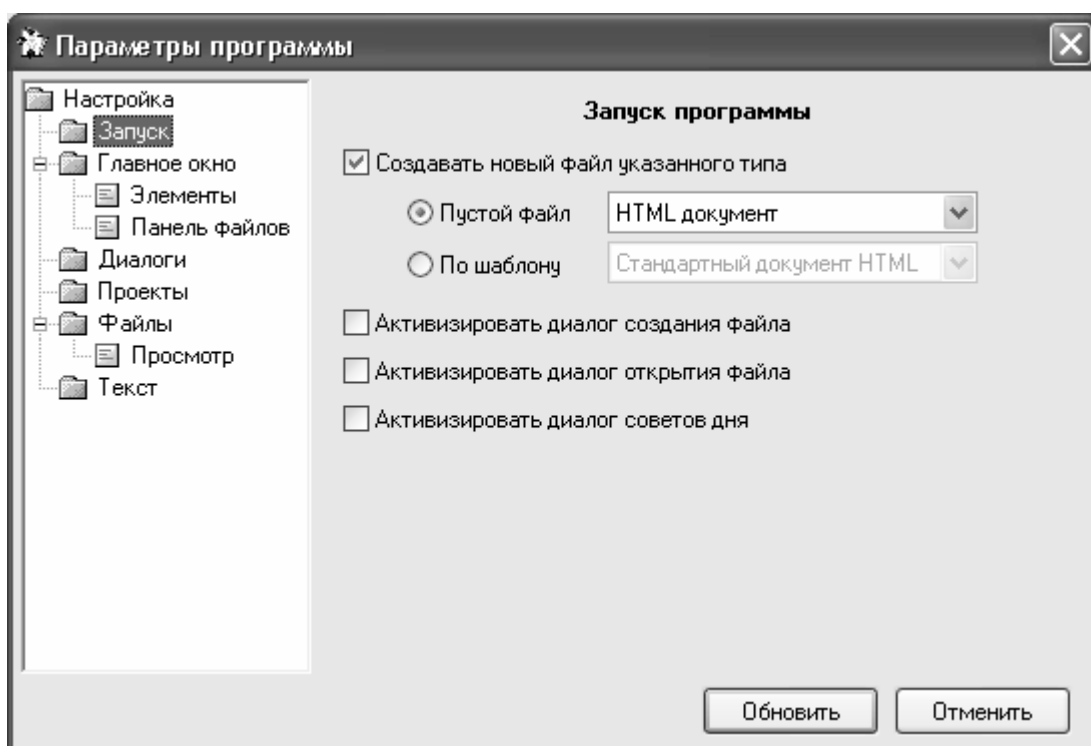 Параметры программы
Настройка
Запуск
Главное окно
Элементы
Панель файлов
Диалоги
Проекты
Файлы
Просмотр
Текст
Запуск программы
Создавать новый файл указанного типа
Пустой файл HTML документ
По шаблону Стандартный документ HTML
Активизировать диалог создания файла
Активизировать диалог открытия файла
Активизировать диалог советов дня
Обновить Отменить